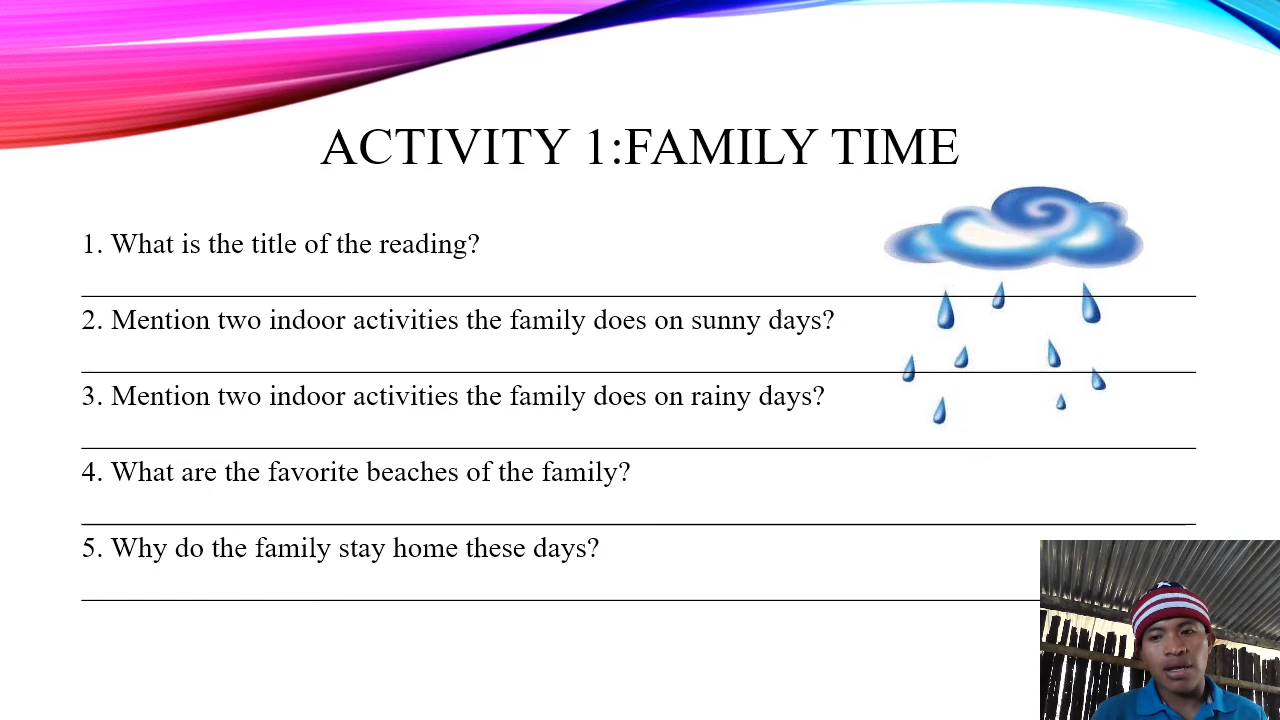 ACTIVITY 1:FAMILY TIME
1. What is the title of the reading?
2. Mention two indoor activities the family does on sunny days?
3. Mention two indoor activities the family does on rainy days?
4. What are the favorite beaches of the family?
5. Why do the family stay home these days?